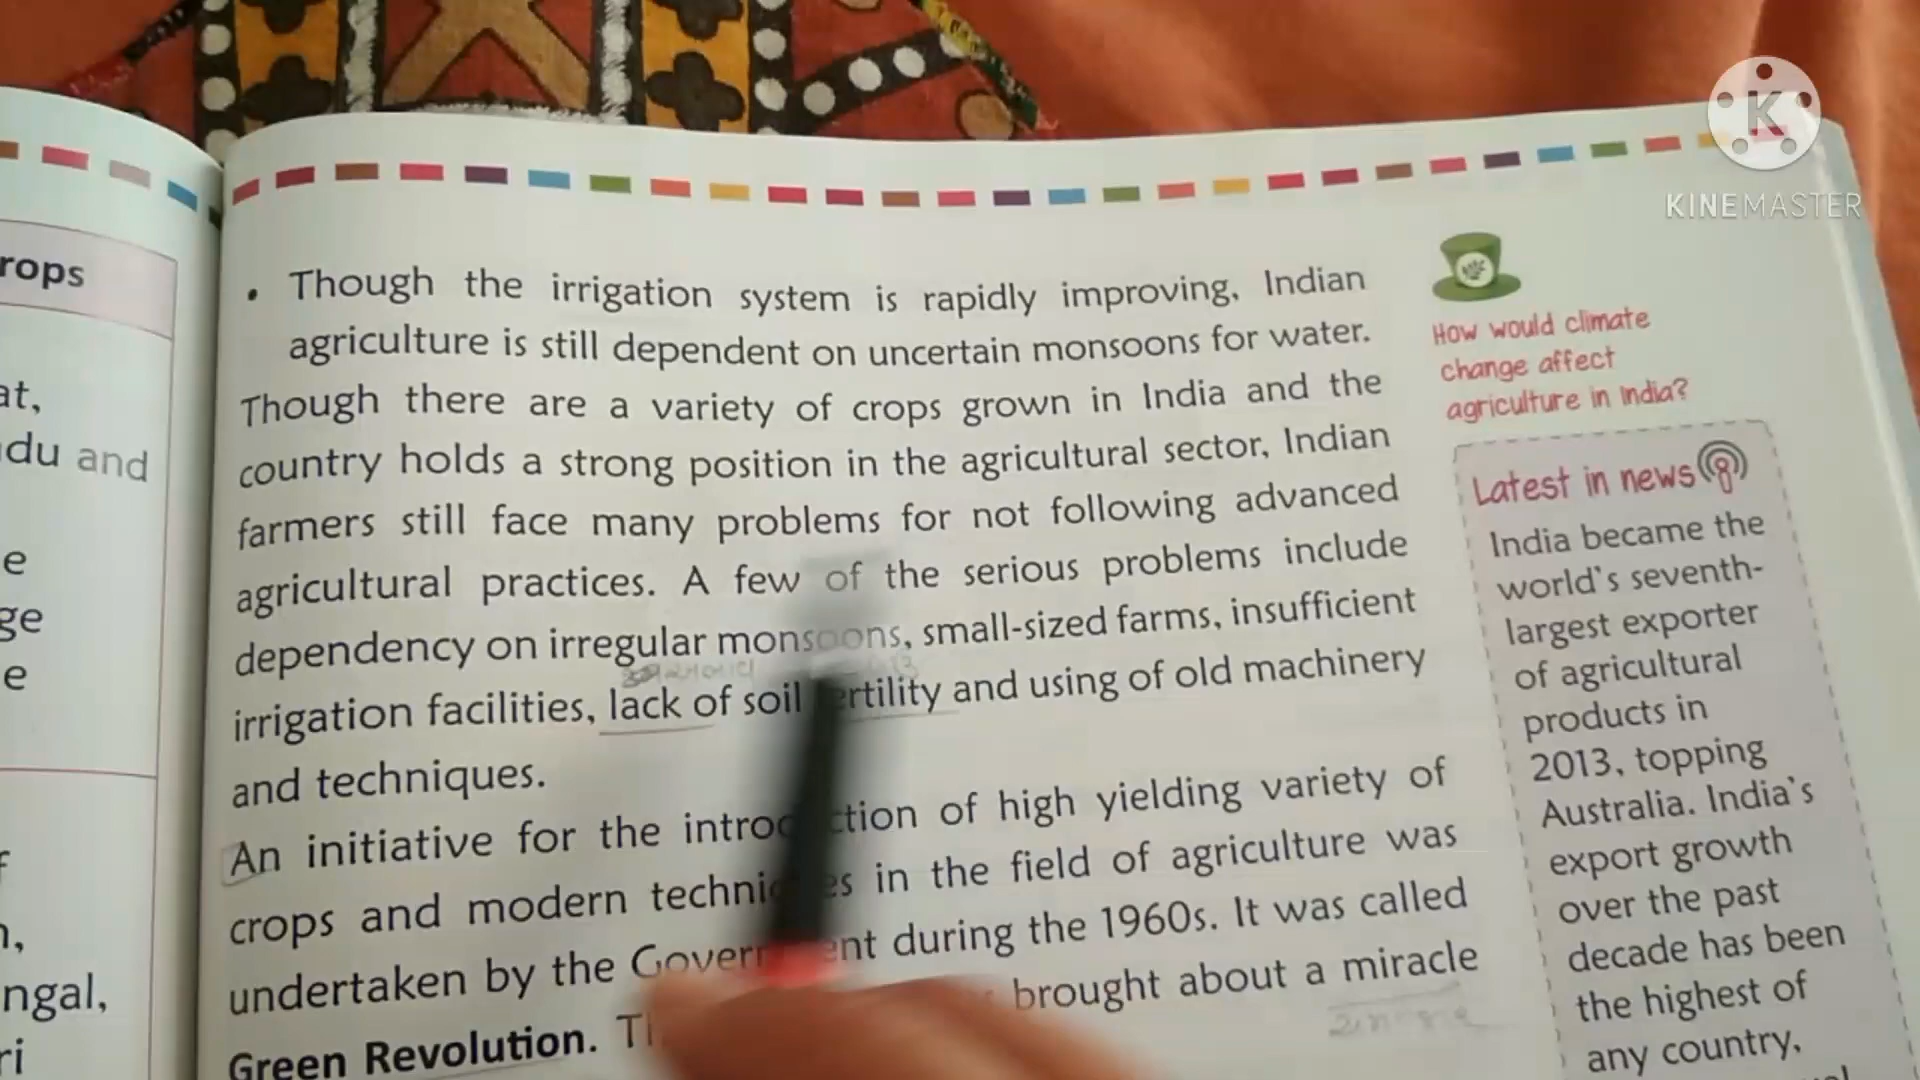 rops
at,
du and
e
ge
e
f
n,
ngal,
ri
• Though the irrigation system is rapidly improving, Indian
agriculture is still dependent on uncertain monsoons for water.
Though there are a variety of crops grown in India and the
country holds a strong position in the agricultural sector, Indian
farmers still face many problems for not following advanced
agricultural practices. A few of the serious problems include
dependency on irregular monsoons, small-sized farms, insufficient
irrigation facilities, lack of soil ertility and using of old machinery
and techniques.
An initiative for the introd ction of high yielding variety of
crops and modern techni es in the field of agriculture was
undertaken by the Govern ent during the 1960s. It was called
Green Revolution. brought about a miracle
How would climate
change affect
agriculture in India?
Latest in news
India became the
world's seventh-
largest exporter
of agricultural
products in
2013, topping
Australia. India's
export growth
over the past
decade has been
the highest of
any country,
K
KINEMASTER